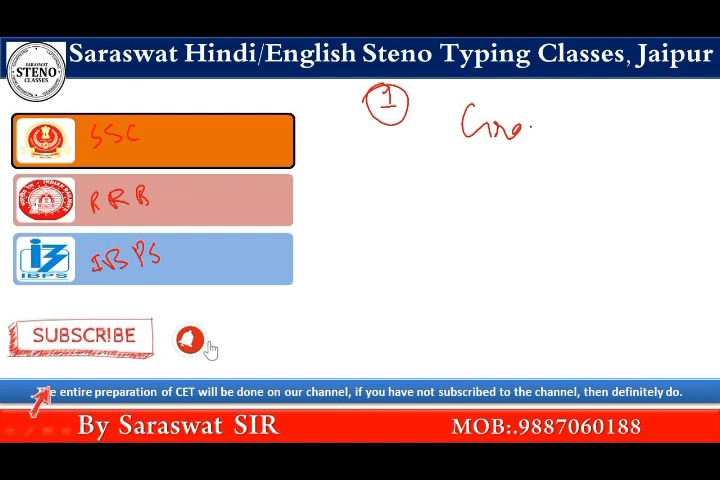 Saraswat Hindi/English Steno Typing Classes, Jaipur
SARASWAT
STENO
CLASSES
1
SSC
INDIAN RAILWAYS
RRB
IBPS
IBPS
SUBSCRIBE
entire preparation of CET will be done on our channel, if you have not subscribed to the channel, then definitely do.
By Saraswat SIR
MOB:.9887060188